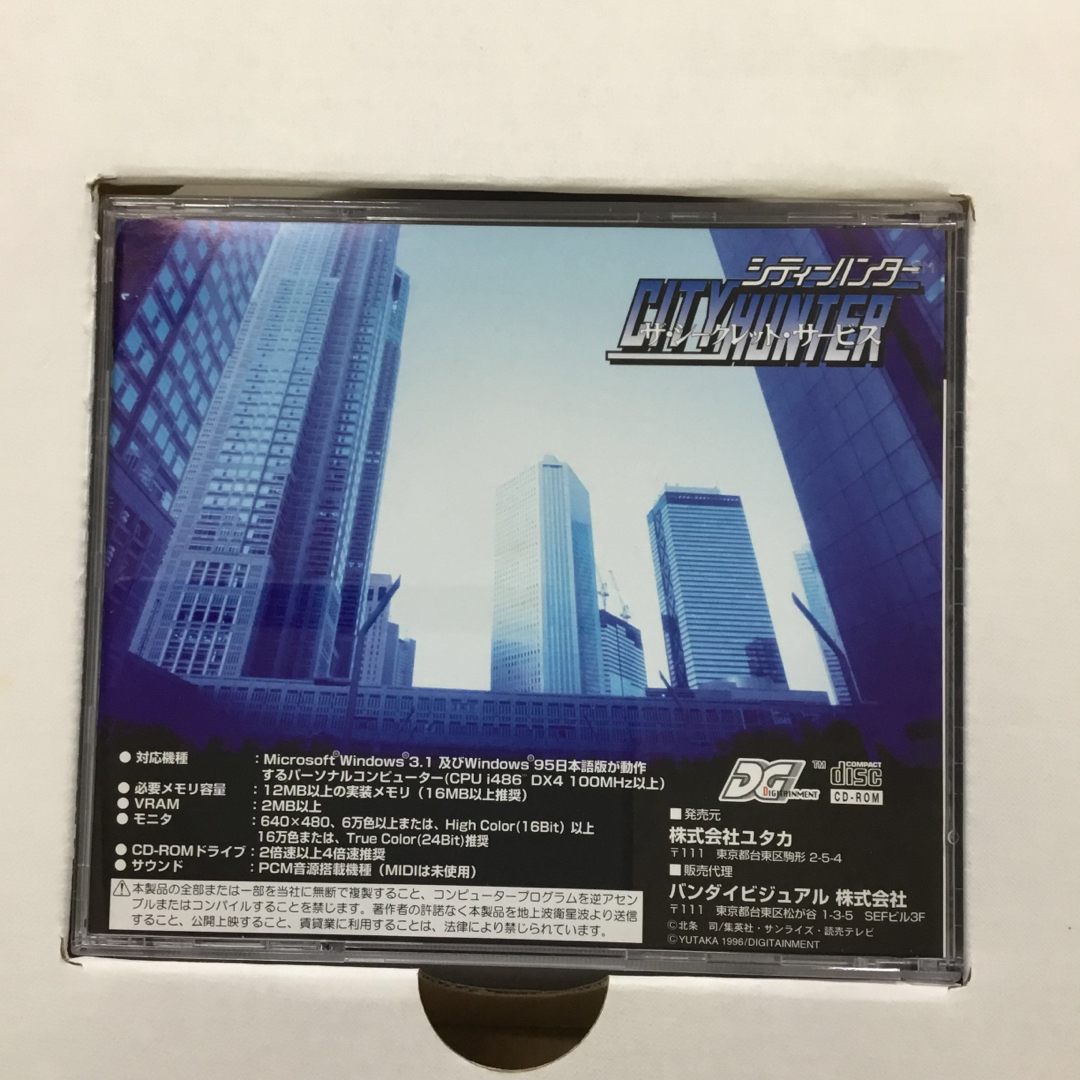 シティーハンター
CITY HUNTER
ザ・シークレット・サービス
● 対応機種 : Microsoft® Windows®3.1 及びWindows®95日本語版が動作
するパーソナルコンピューター(CPU i486™ DX4 100MHz以上)
● 必要メモリ容量 : 12MB以上の実装メモリ (16MB以上推奨)
● VRAM : 2MB以上
● モニタ : 640×480、6万色以上または、High Color(16Bit) 以上
16万色または、True Color(24Bit)推奨
● CD-ROMドライブ : 2倍速以上4倍速推奨
● サウンド : PCM音源搭載機種 (MIDIは未使用)
本製品の全部または一部を当社に無断で複製すること、コンピュータープログラムを逆アセン
ブルまたはコンパイルすることを禁じます。著作者の許諾なく本製品を地上波衛星波より送信
すること、公開上映すること、賃貸業に利用することは、法律により禁じられています。
DG DIGITAINMENT ™
COMPACT
disc
CD-ROM
■ 発売元
株式会社ユタカ
〒111 東京都台東区駒形 2-5-4
■ 販売代理
バンダイビジュアル 株式会社
〒111 東京都台東区松が谷 1-3-5 SEFビル3F
©北条 司/集英社・サンライズ・読売テレビ
©YUTAKA 1996/DIGITAINMENT